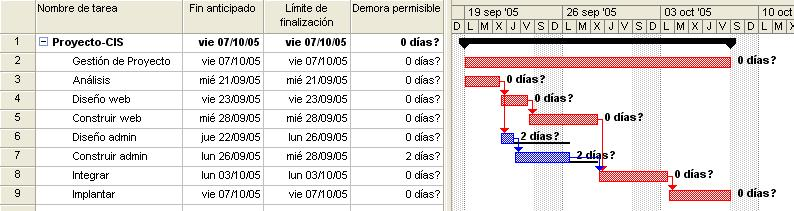 Nombre de tarea Fin anticipado Límite de finalización Demora permisible 19 sep '05 26 sep '05 03 oct '05 10 oct
D L M X J V S D L M X J V S D L M X J V S D L M X
1 Proyecto-CIS vie 07/10/05 vie 07/10/05 0 días?
2 Gestión de Proyecto vie 07/10/05 vie 07/10/05 0 días? 0 días?
3 Análisis mié 21/09/05 mié 21/09/05 0 días? 0 días?
4 Diseño web vie 23/09/05 vie 23/09/05 0 días? 0 días?
5 Construir web mié 28/09/05 mié 28/09/05 0 días? 0 días?
6 Diseño admin jue 22/09/05 lun 26/09/05 0 días? 2 días?
7 Construir admin lun 26/09/05 mié 28/09/05 2 días? 2 días?
8 Integrar lun 03/10/05 lun 03/10/05 0 días? 0 días?
9 Implantar vie 07/10/05 vie 07/10/05 0 días? 0 días?